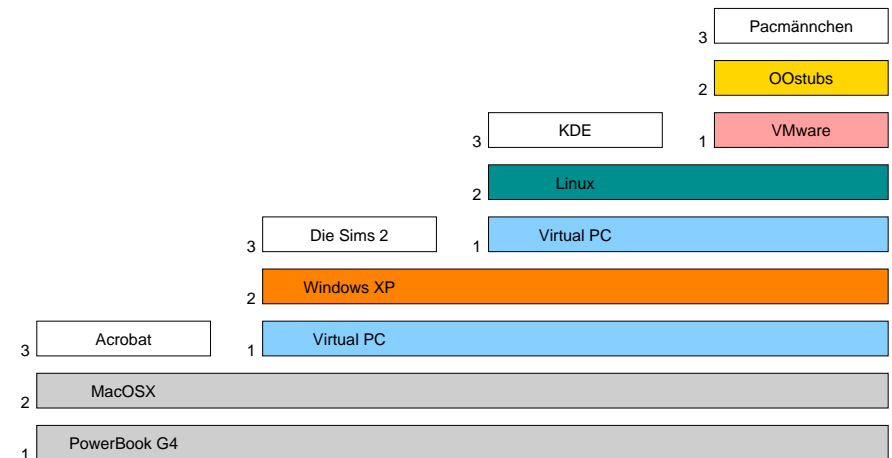 3 Pacmännchen
2 OOstubs
3 KDE 1 VMware
2 Linux
3 Die Sims 2 1 Virtual PC
2 Windows XP
3 Acrobat 1 Virtual PC
2 MacOSX
1 PowerBook G4